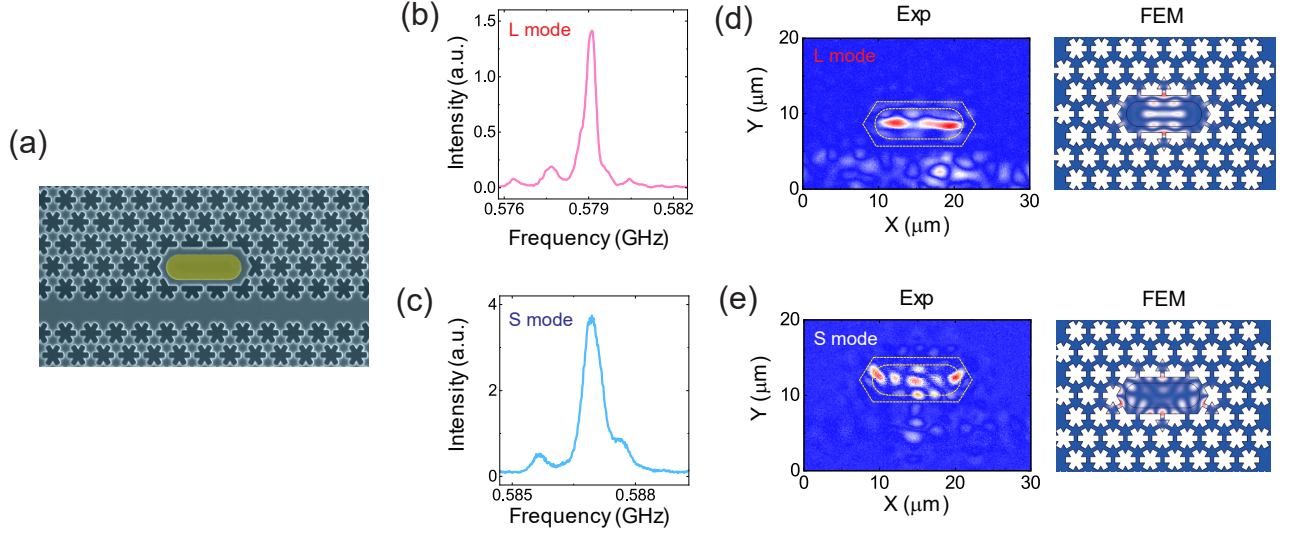 (a)
(b)
Intensity (a.u.)
1.5
1.0
0.5
0.0
L mode
0.576
0.579
0.582
Frequency (GHz)
(c)
Intensity (a.u.)
4
2
0
S mode
0.585
0.588
Frequency (GHz)
(d)
Exp
FEM
Y (μm)
20
10
0
L mode
0
10
20
30
X (μm)
(e)
Exp
FEM
Y (μm)
20
10
0
S mode
0
10
20
30
X (μm)